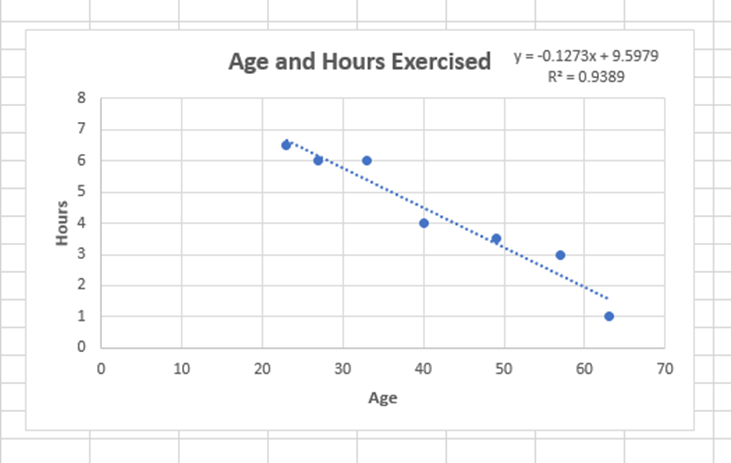 Age and Hours Exercised
y = -0.1273x + 9.5979
R² = 0.9389
8
7
6
5
4
3
2
1
0
Hours
0 10 20 30 40 50 60 70
Age